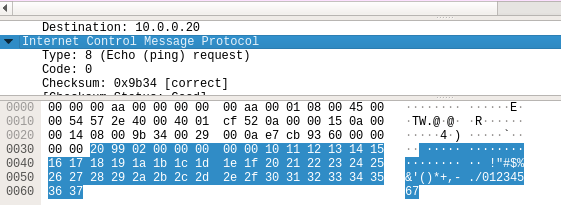 Destination: 10.0.0.20
Internet Control Message Protocol
Type: 8 (Echo (ping) request)
Code: 0
Checksum: 0x9b34 [correct]
[Checksum Status: Good]
0000 00 00 00 aa 00 00 00 00 00 aa 00 01 08 00 45 00 ········ ······E·
0010 00 54 57 2e 40 00 40 01 cf 52 0a 00 00 15 0a 00 ·TW.@·@· ·R······
0020 00 14 08 00 9b 34 00 29 00 0a e7 cb 93 60 00 00 ·····4·) ·····`··
0030 00 00 20 99 02 00 00 00 00 00 10 11 12 13 14 15 ·· ····· ········
0040 16 17 18 19 1a 1b 1c 1d 1e 1f 20 21 22 23 24 25 ········ ·· !"#$%
0050 26 27 28 29 2a 2b 2c 2d 2e 2f 30 31 32 33 34 35 &'()*+,- ./012345
0060 36 37 67